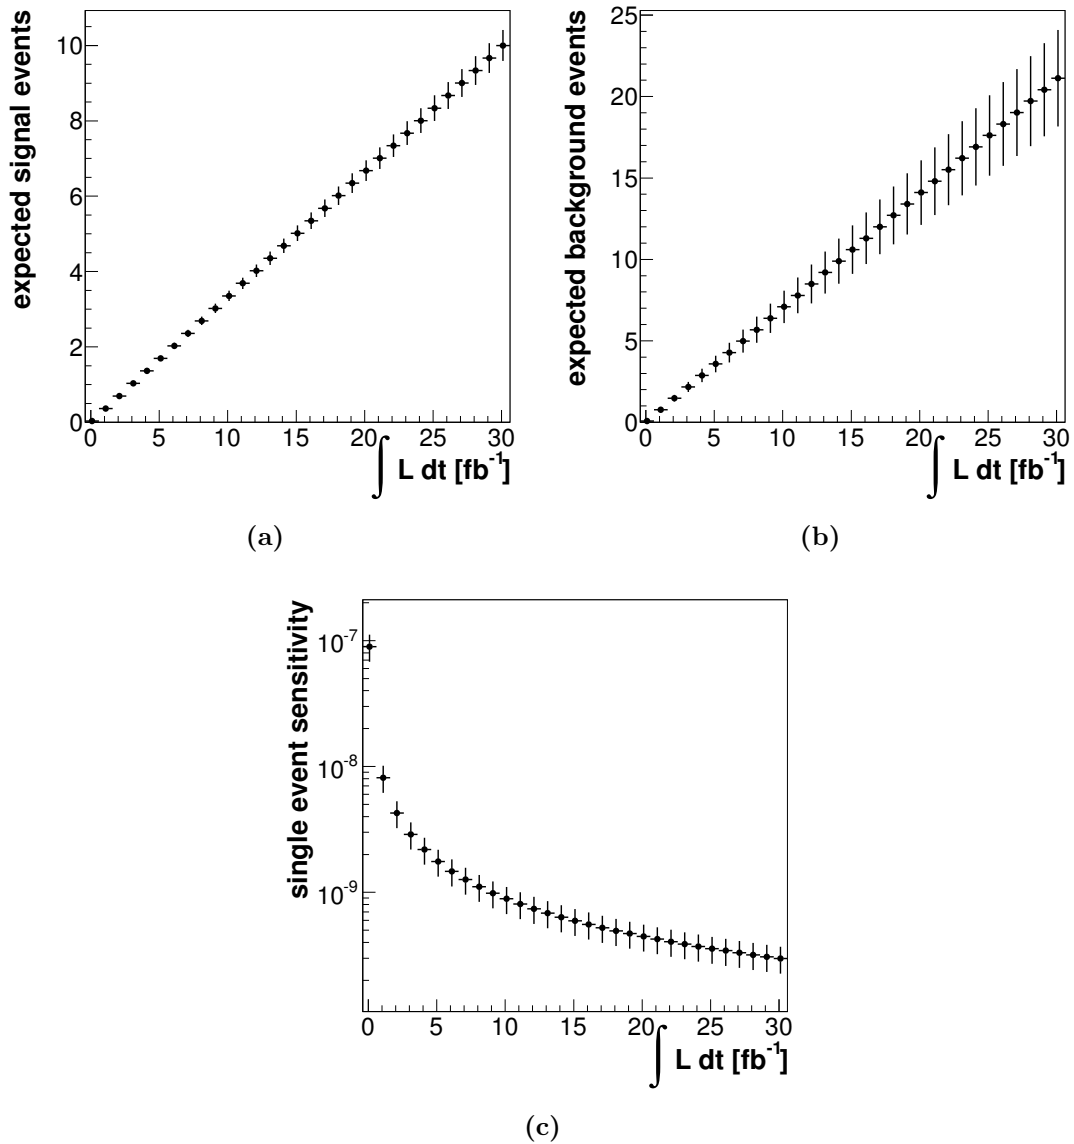 expected signal events
10
8
6
4
2
0
0 5 10 15 20 25 30
∫ L dt [fb⁻¹]
(a)
expected background events
25
20
15
10
5
0
0 5 10 15 20 25 30
∫ L dt [fb⁻¹]
(b)
single event sensitivity
10⁻⁷
10⁻⁸
10⁻⁹
0 5 10 15 20 25 30
∫ L dt [fb⁻¹]
(c)